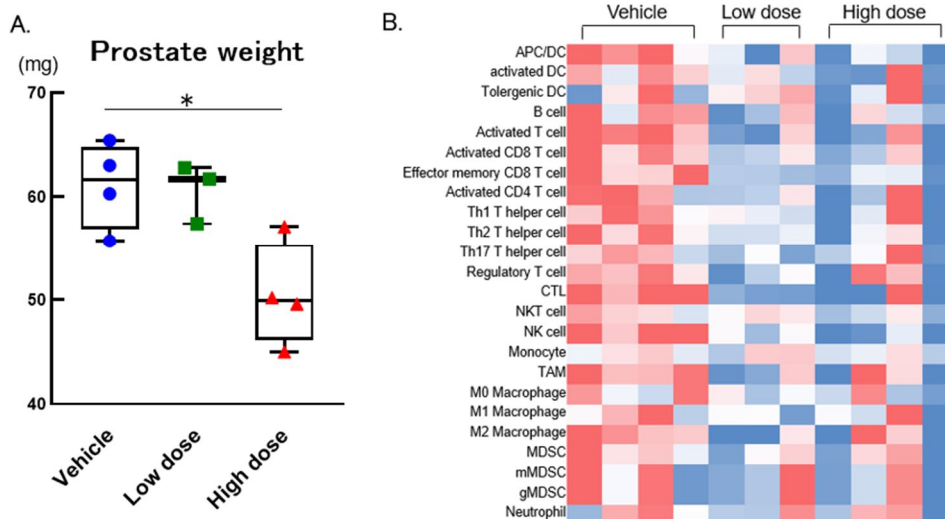 A.
Prostate weight
(mg)
70
60
50
40
*
Vehicle
Low dose
High dose
B.
Vehicle
Low dose
High dose
APC/DC
activated DC
Tolergenic DC
B cell
Activated T cell
Activated CD8 T cell
Effector memory CD8 T cell
Activated CD4 T cell
Th1 T helper cell
Th2 T helper cell
Th17 T helper cell
Regulatory T cell
CTL
NKT cell
NK cell
Monocyte
TAM
M0 Macrophage
M1 Macrophage
M2 Macrophage
MDSC
mMDSC
gMDSC
Neutrophil